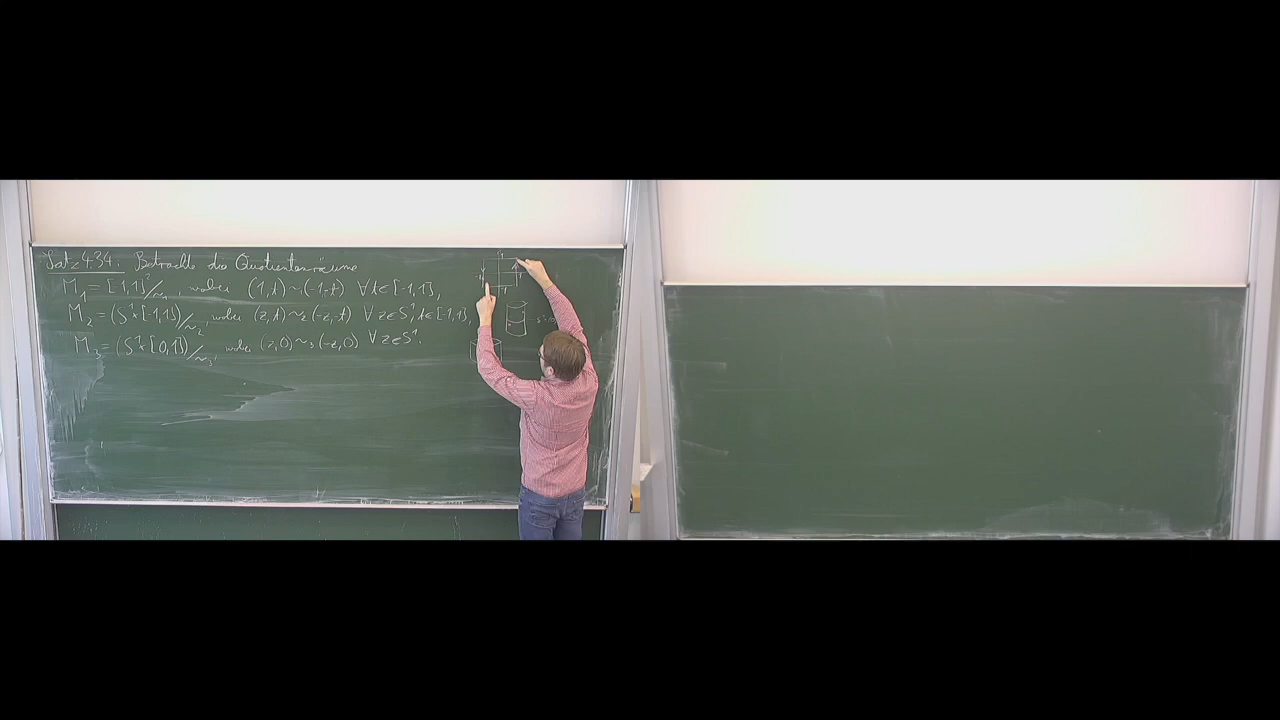 Satz 4.34. Betrachte die Quotientenräume
M₁ = [-1,1]²/∼₁, wobei (1,t) ∼₁ (-1,-t) ∀ t∈[-1,1],
M₂ = (S¹×[-1,1])/∼₂, wobei (z,t) ∼₂ (-z,-t) ∀ z∈S¹, t∈[-1,1],
M₃ = (S¹×[0,1])/∼₃, wobei (z,0) ∼₃ (-z,0) ∀ z∈S¹.